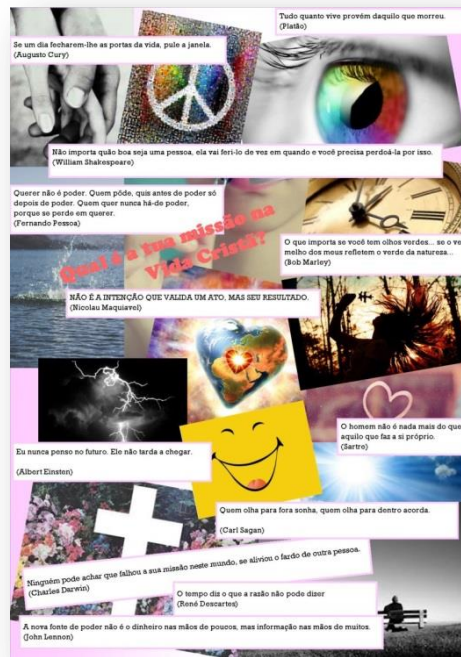 Tudo quanto vive provém daquilo que morreu.
(Platão)
Se um dia fecharem-lhe as portas da vida, pule a janela.
(Augusto Cury)
Não importa quão boa seja uma pessoa, ela vai feri-lo de vez em quando e você precisa perdoá-la por isso.
(William Shakespeare)
Querer não é poder. Quem pôde, quis antes de poder só
depois de poder. Quem quer nunca há-de poder,
porque se perde em querer.
(Fernando Pessoa)
Qual é a tua missão na
Vida Cristã?
O que importa se você tem olhos verdes... se o ver
melho dos meus refletem o verde da natureza...
(Bob Marley)
NÃO É A INTENÇÃO QUE VALIDA UM ATO, MAS SEU RESULTADO.
(Nicolau Maquiavel)
O homem não é nada mais do que
aquilo que faz a si próprio.
(Sartre)
Eu nunca penso no futuro. Ele não tarda a chegar.
(Albert Einsten)
Quem olha para fora sonha, quem olha para dentro acorda.
(Carl Sagan)
Ninguém pode achar que falhou a sua missão neste mundo, se aliviou o fardo de outra pessoa.
(Charles Darwin)
O tempo dis o que a razão não pode dizer
(René Descartes)
A nova fonte de poder não é o dinheiro nas mãos de poucos, mas informação nas mãos de muitos.
(John Lennon)